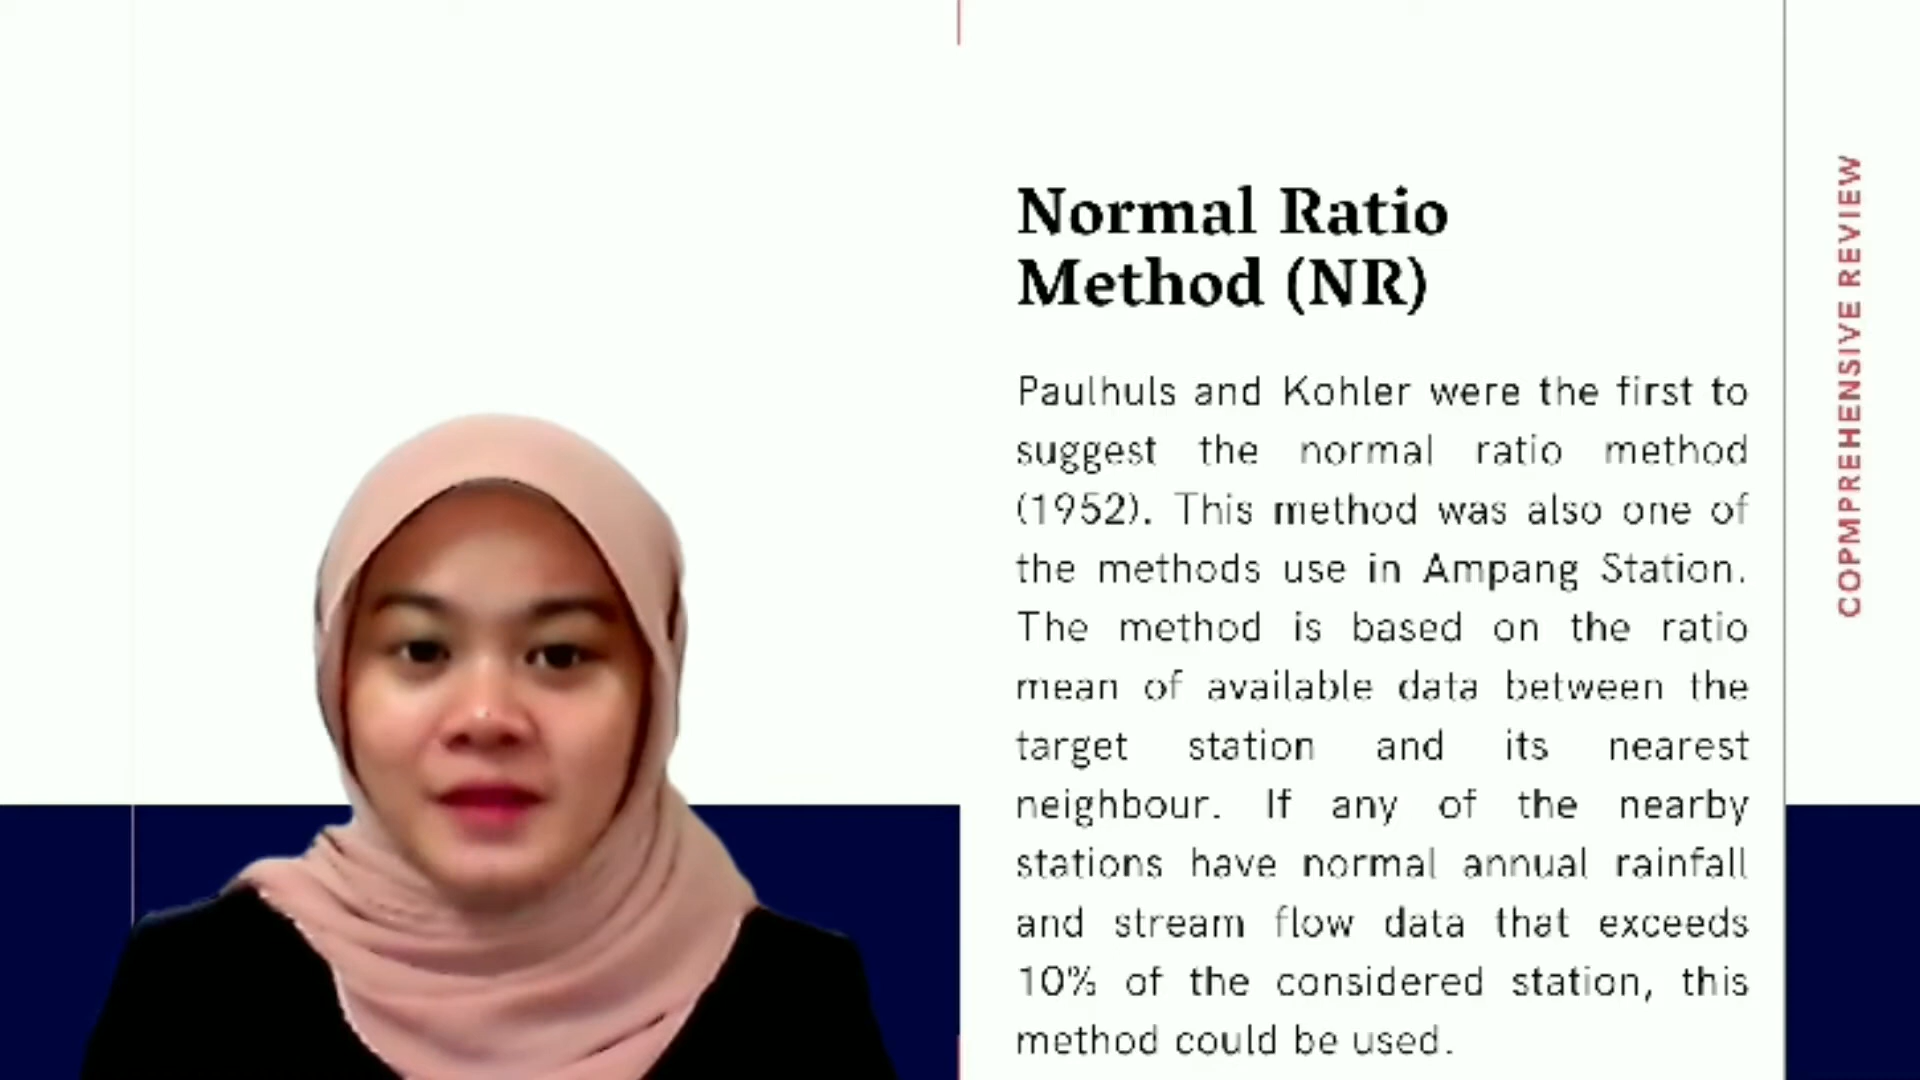 Normal Ratio
Method (NR)
Paulhuls and Kohler were the first to
suggest the normal ratio method
(1952). This method was also one of
the methods use in Ampang Station.
The method is based on the ratio
mean of available data between the
target station and its nearest
neighbour. If any of the nearby
stations have normal annual rainfall
and stream flow data that exceeds
10% of the considered station, this
method could be used.
COPMPREHENSIVE REVIEW